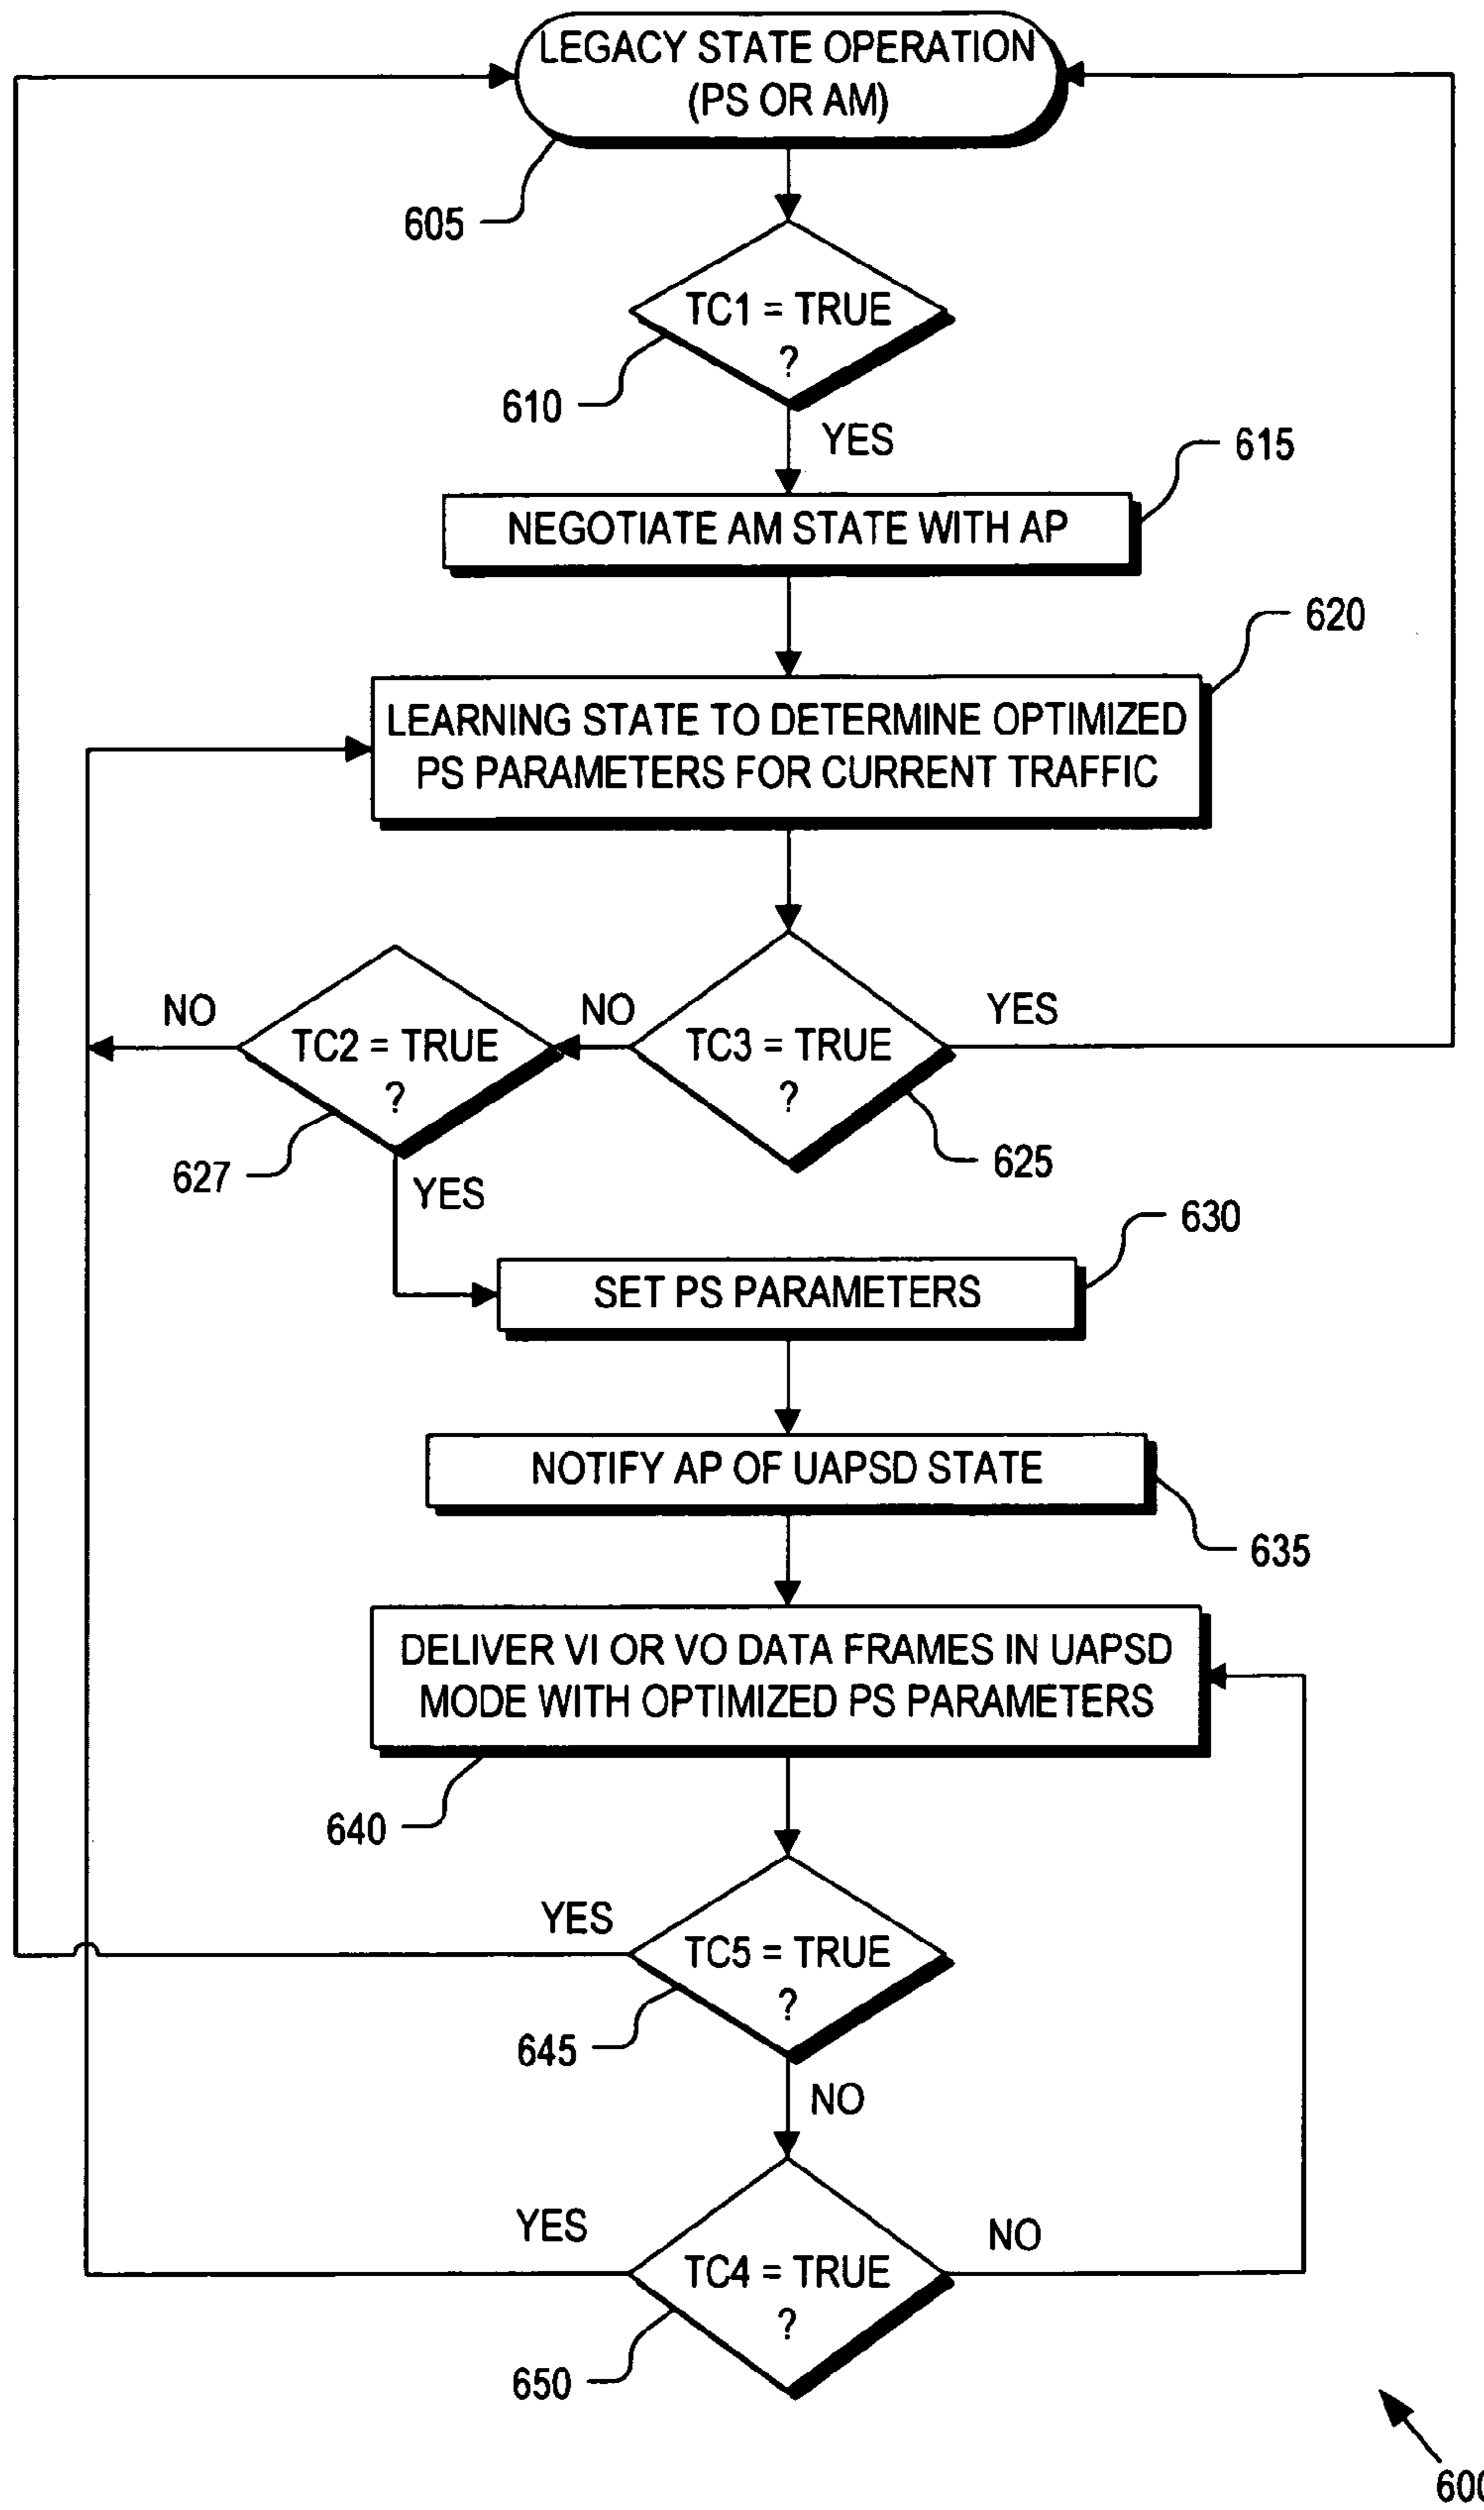 LEGACY STATE OPERATION
(PS OR AM)
605
TC1 = TRUE
?
610
YES
615
NEGOTIATE AM STATE WITH AP
620
LEARNING STATE TO DETERMINE OPTIMIZED
PS PARAMETERS FOR CURRENT TRAFFIC
NO
TC2 = TRUE
?
NO
TC3 = TRUE
?
YES
627
YES
625
630
SET PS PARAMETERS
NOTIFY AP OF UAPSD STATE
635
DELIVER VI OR VO DATA FRAMES IN UAPSD
MODE WITH OPTIMIZED PS PARAMETERS
640
YES
TC5 = TRUE
?
645
NO
YES
TC4 = TRUE
?
NO
650
600